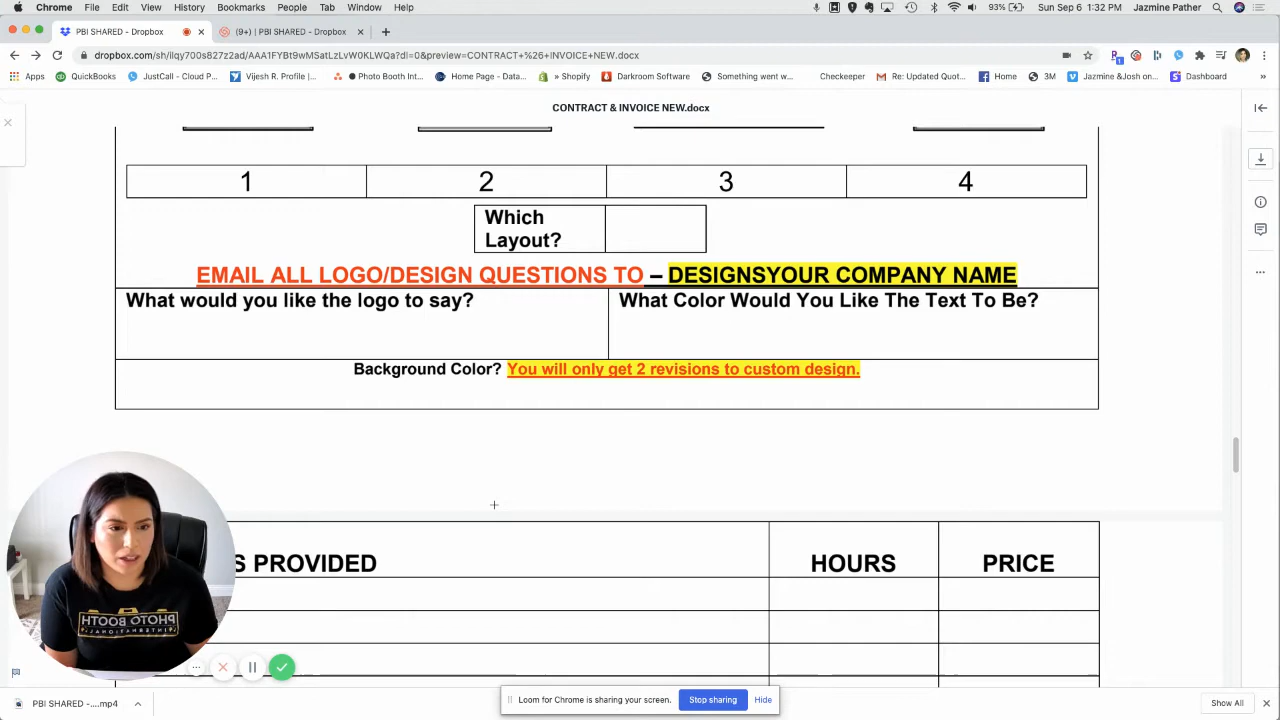 Chrome File Edit View History Bookmarks People Tab Window Help 93% Sun Sep 6 1:32 PM Jazmine Pather
PBI SHARED - Dropbox (9+) | PBI SHARED - Dropbox
dropbox.com/sh/ilqy700s827z2ad/AAA1FYBt9wMSatLzLvW0KLWQa?dl=0&preview=CONTRACT+%26+INVOICE+NEW.docx
Apps QuickBooks JustCall - Cloud P... Vijesh R. Profile |... Photo Booth Int... Home Page - Data... » Shopify Darkroom Software Something went w... Checkeeper Re: Updated Quot... Home 3M Jazmine &Josh on... Dashboard
CONTRACT & INVOICE NEW.docx
1 2 3 4
Which
Layout?
EMAIL ALL LOGO/DESIGN QUESTIONS TO – DESIGNSYOUR COMPANY NAME
What would you like the logo to say? What Color Would You Like The Text To Be?
Background Color? You will only get 2 revisions to custom design.
S PROVIDED HOURS PRICE
PHOTO BOOTH
INTERNATIONAL
Loom for Chrome is sharing your screen. Stop sharing Hide
PBI SHARED -....mp4 Show All